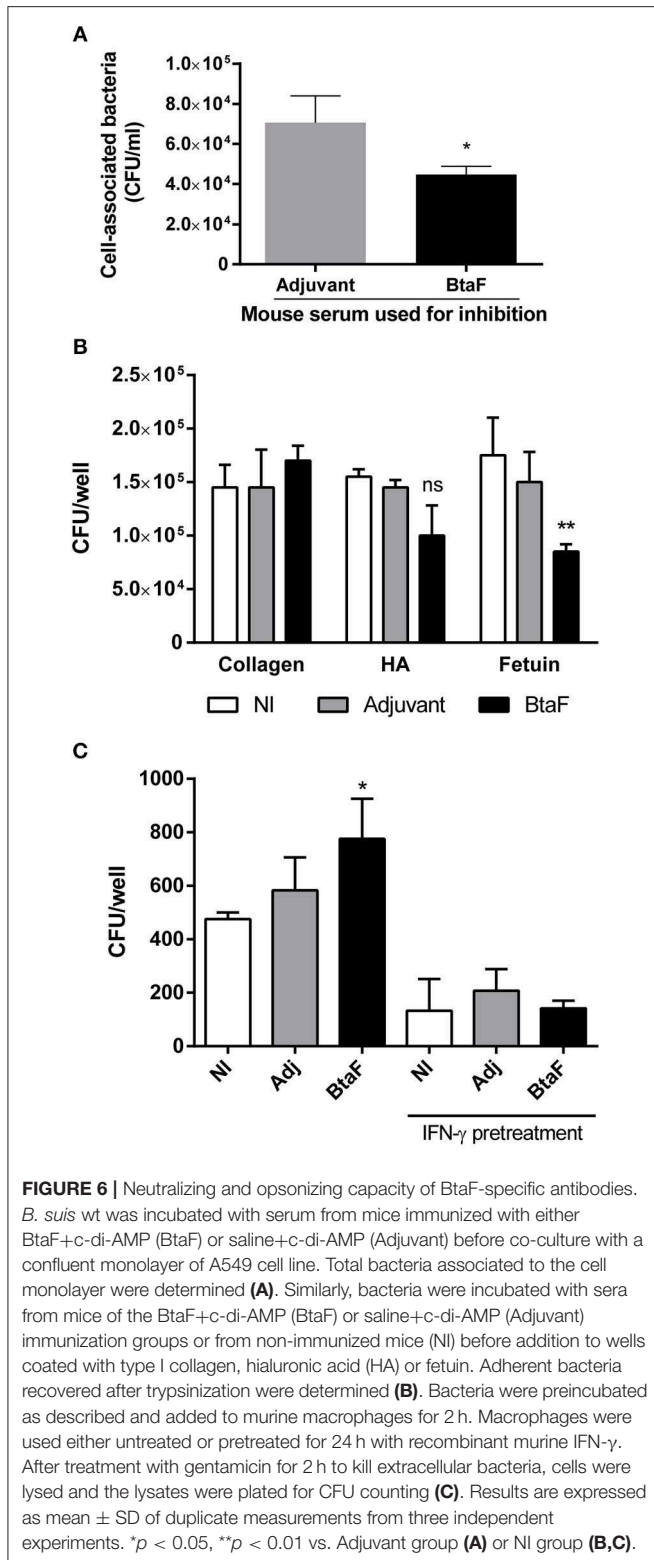 A
Cell-associated bacteria
(CFU/ml)
1.0×10⁵
8.0×10⁴
6.0×10⁴
4.0×10⁴
2.0×10⁴
0
*
Adjuvant BtaF
Mouse serum used for inhibition
B
CFU/well
2.5×10⁵
2.0×10⁵
1.5×10⁵
1.0×10⁵
5.0×10⁴
0
ns
**
Collagen HA Fetuin
NI Adjuvant BtaF
C
CFU/well
1000
800
600
400
200
0
*
NI Adj BtaF NI Adj BtaF
IFN-γ pretreatment
FIGURE 6 | Neutralizing and opsonizing capacity of BtaF-specific antibodies.
B. suis wt was incubated with serum from mice immunized with either
BtaF+c-di-AMP (BtaF) or saline+c-di-AMP (Adjuvant) before co-culture with a
confluent monolayer of A549 cell line. Total bacteria associated to the cell
monolayer were determined (A). Similarly, bacteria were incubated with sera
from mice of the BtaF+c-di-AMP (BtaF) or saline+c-di-AMP (Adjuvant)
immunization groups or from non-immunized mice (NI) before addition to wells
coated with type I collagen, hialuronic acid (HA) or fetuin. Adherent bacteria
recovered after trypsinization were determined (B). Bacteria were preincubated
as described and added to murine macrophages for 2 h. Macrophages were
used either untreated or pretreated for 24 h with recombinant murine IFN-γ.
After treatment with gentamicin for 2 h to kill extracellular bacteria, cells were
lysed and the lysates were plated for CFU counting (C). Results are expressed
as mean ± SD of duplicate measurements from three independent
experiments. *p < 0.05, **p < 0.01 vs. Adjuvant group (A) or NI group (B,C).